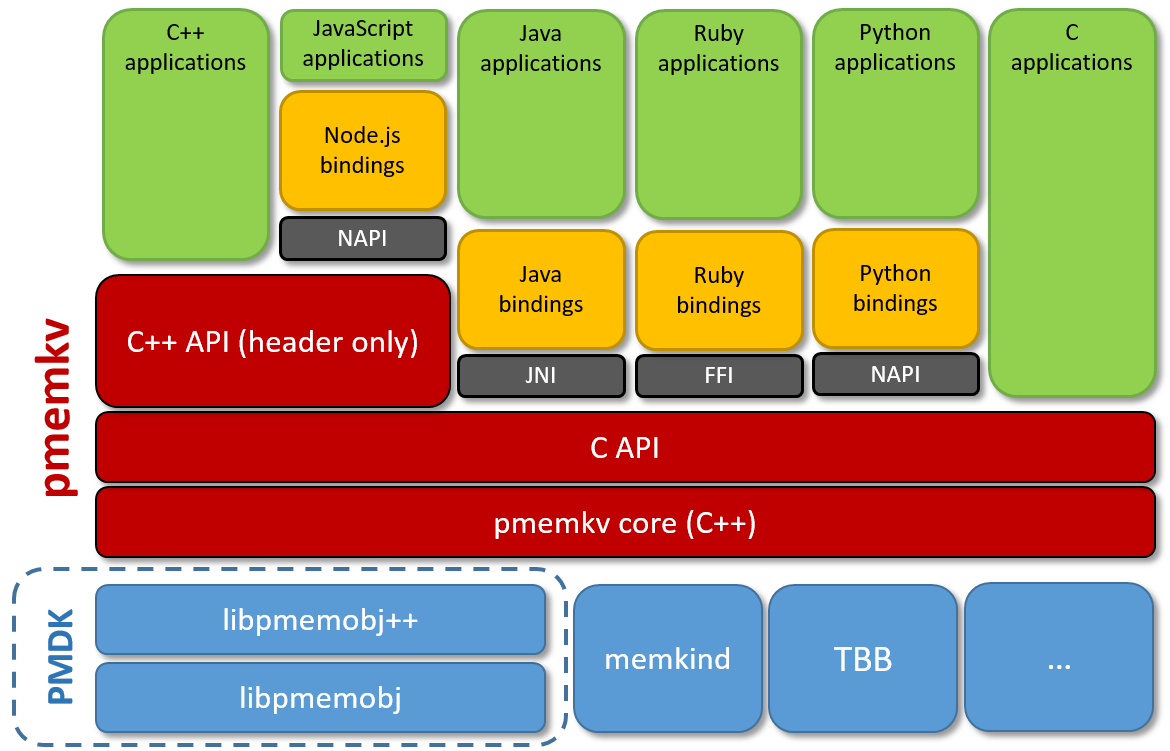 C++
applications
JavaScript
applications
Java
applications
Ruby
applications
Python
applications
C
applications
Node.js
bindings
NAPI
Java
bindings
Ruby
bindings
Python
bindings
C++ API (header only)
JNI
FFI
NAPI
pmemkv
C API
pmemkv core (C++)
PMDK
libpmemobj++
libpmemobj
memkind
TBB
...